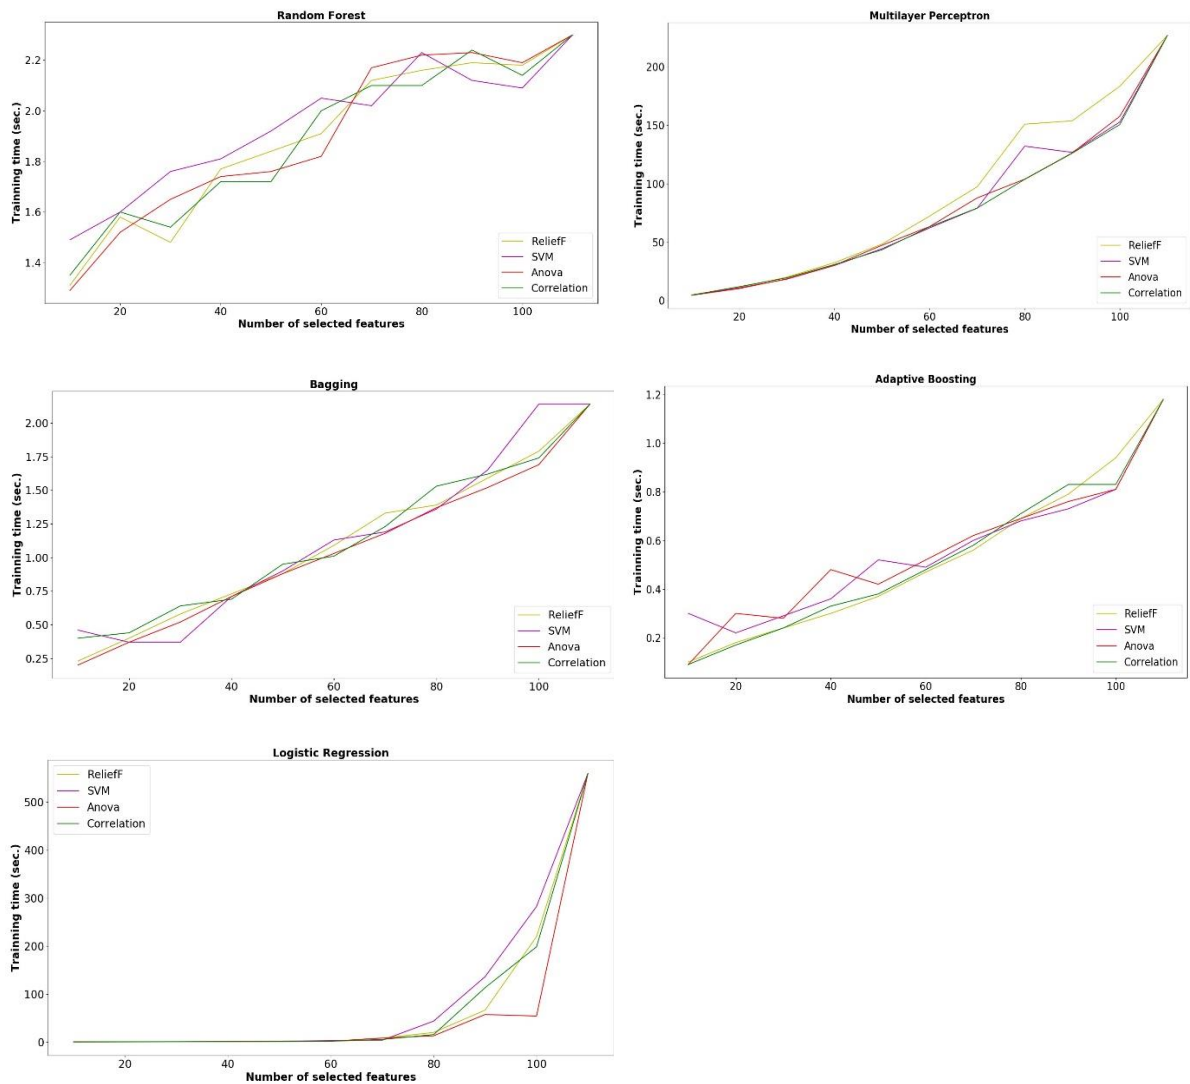 Random Forest
2.2
2.0
1.8
1.6
1.4
20 40 60 80 100
Trainning time (sec.)
Number of selected features
ReliefF
SVM
Anova
Correlation
Multilayer Perceptron
200
150
100
50
0
20 40 60 80 100
Trainning time (sec.)
Number of selected features
ReliefF
SVM
Anova
Correlation
Bagging
2.00
1.75
1.50
1.25
1.00
0.75
0.50
0.25
20 40 60 80 100
Trainning time (sec.)
Number of selected features
ReliefF
SVM
Anova
Correlation
Adaptive Boosting
1.2
1.0
0.8
0.6
0.4
0.2
20 40 60 80 100
Trainning time (sec.)
Number of selected features
ReliefF
SVM
Anova
Correlation
Logistic Regression
ReliefF
SVM
Anova
Correlation
500
400
300
200
100
0
20 40 60 80 100
Trainning time (sec.)
Number of selected features